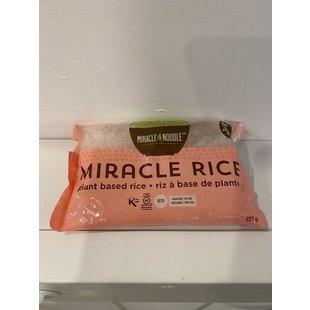 MIRACLE NOODLE
MIRACLE RICE
plant based rice • riz à base de plante
K
KETO
227 g